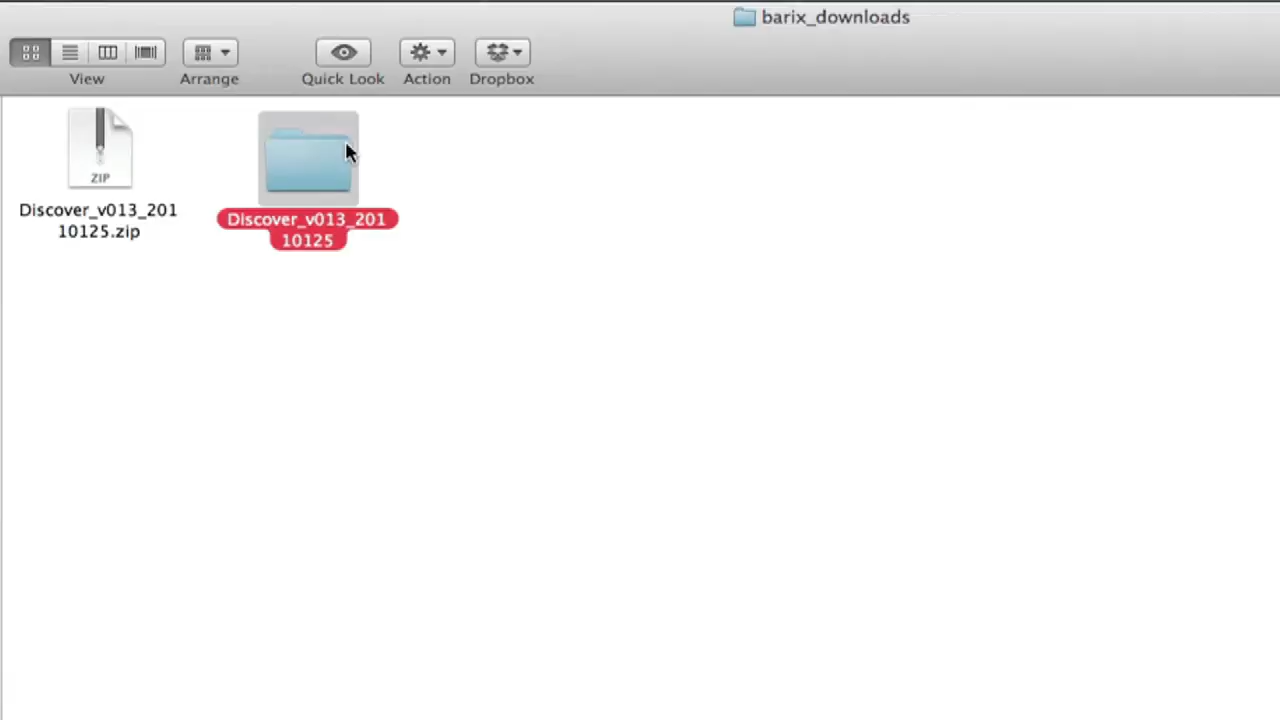 barix_downloads
View
Arrange
Quick Look
Action
Dropbox
ZIP
Discover_v013_201
10125.zip
Discover_v013_201
10125